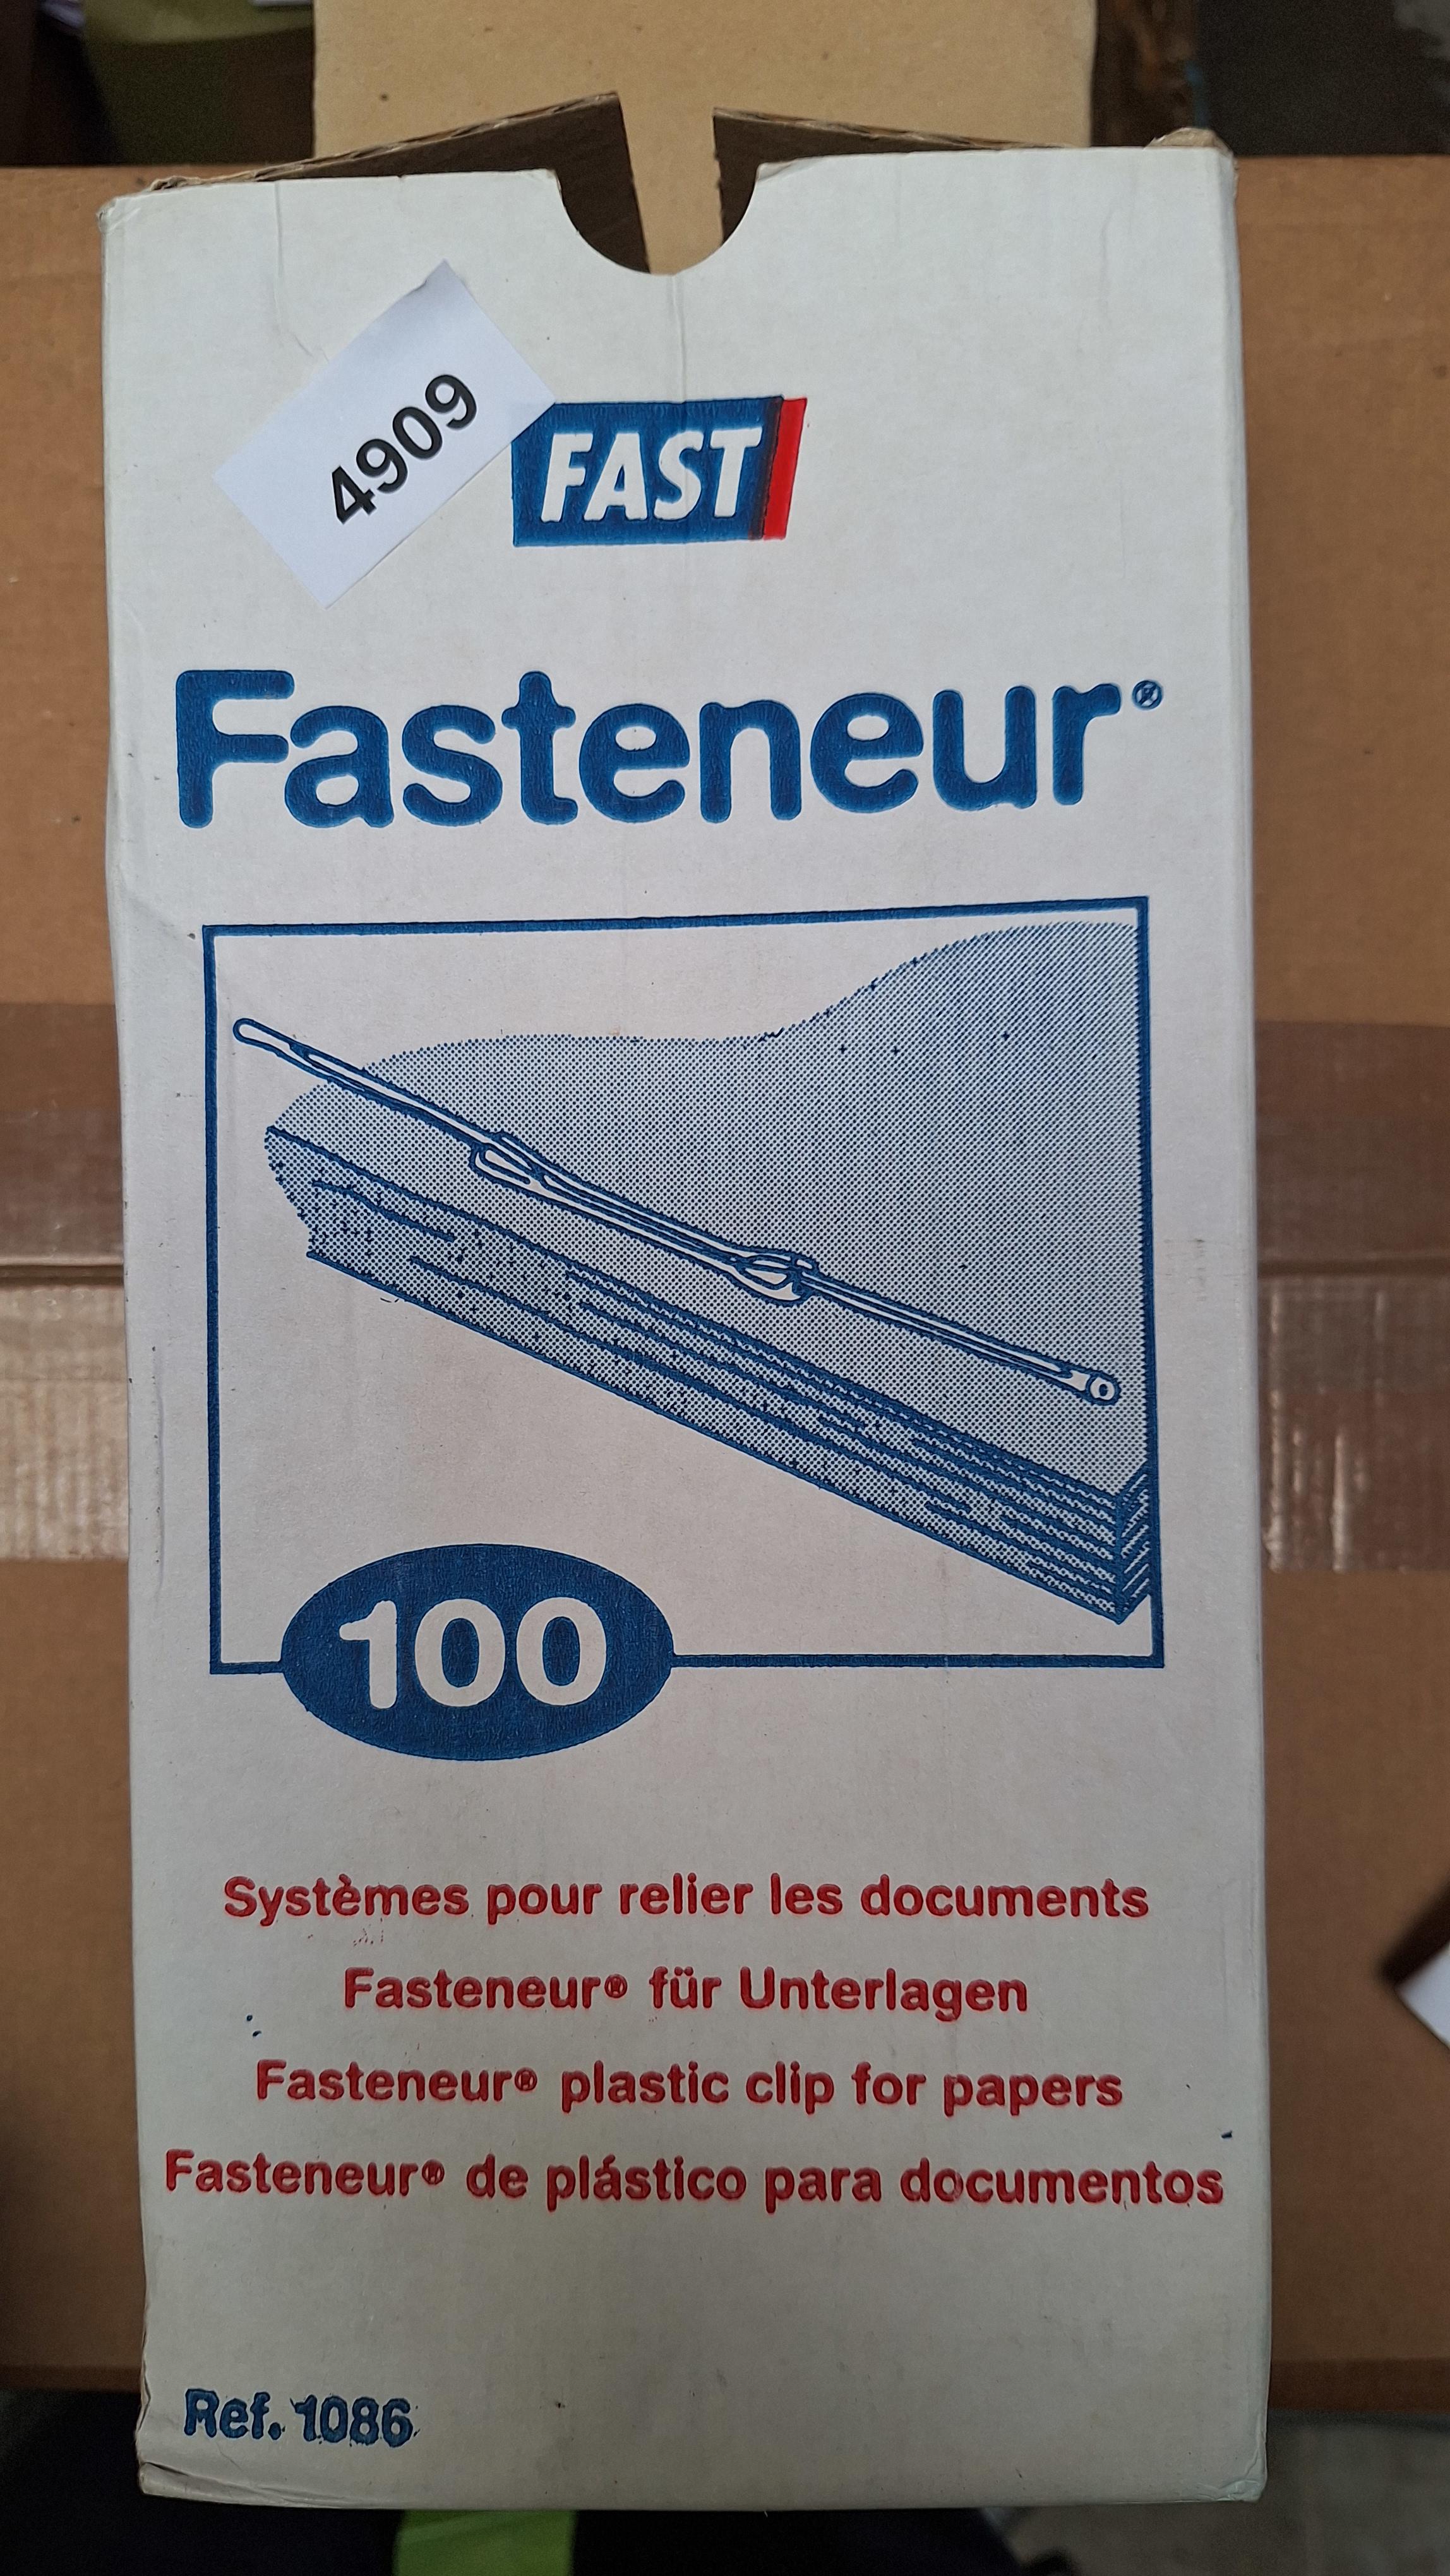 4909
FAST
Fasteneur®
100
Systèmes pour relier les documents
Fasteneur® für Unterlagen
Fasteneur® plastic clip for papers
Fasteneur® de plástico para documentos
Ref. 1086